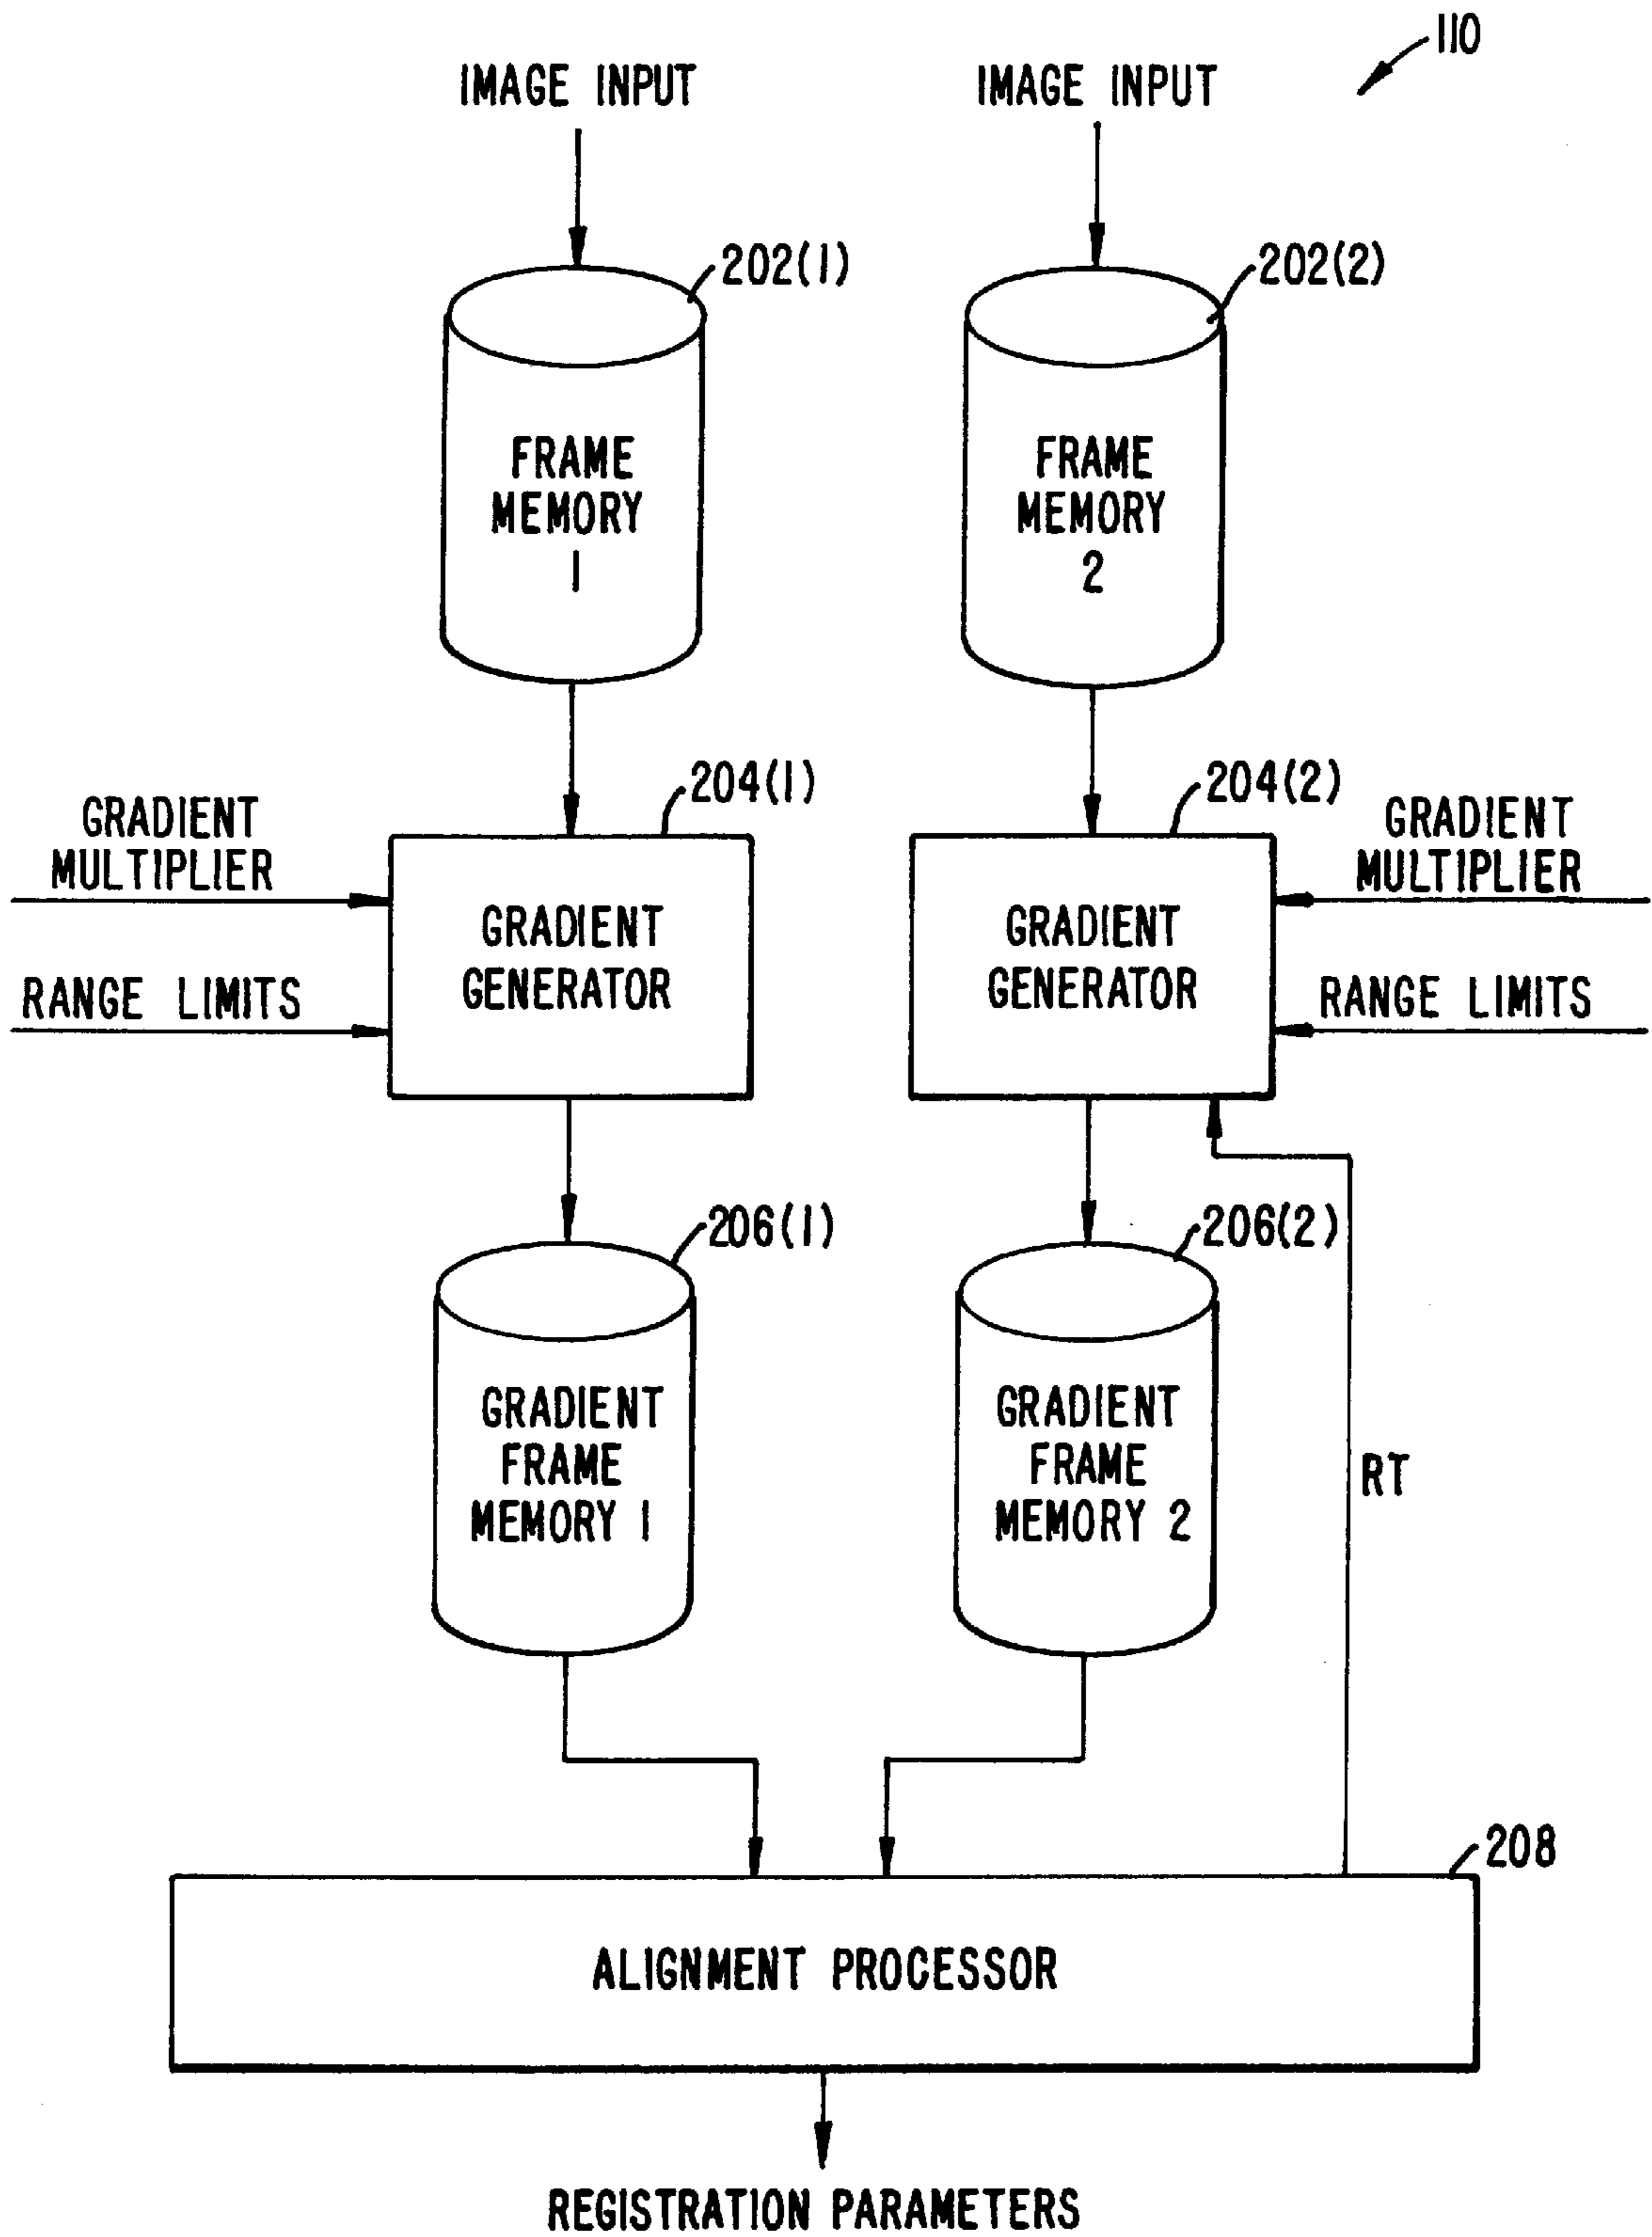 110
IMAGE INPUT
IMAGE INPUT
202(1)
202(2)
FRAME
MEMORY
1
FRAME
MEMORY
2
204(1)
204(2)
GRADIENT
MULTIPLIER
GRADIENT
MULTIPLIER
GRADIENT
GENERATOR
GRADIENT
GENERATOR
RANGE LIMITS
RANGE LIMITS
206(1)
206(2)
GRADIENT
FRAME
MEMORY 1
GRADIENT
FRAME
MEMORY 2
RT
208
ALIGNMENT PROCESSOR
REGISTRATION PARAMETERS